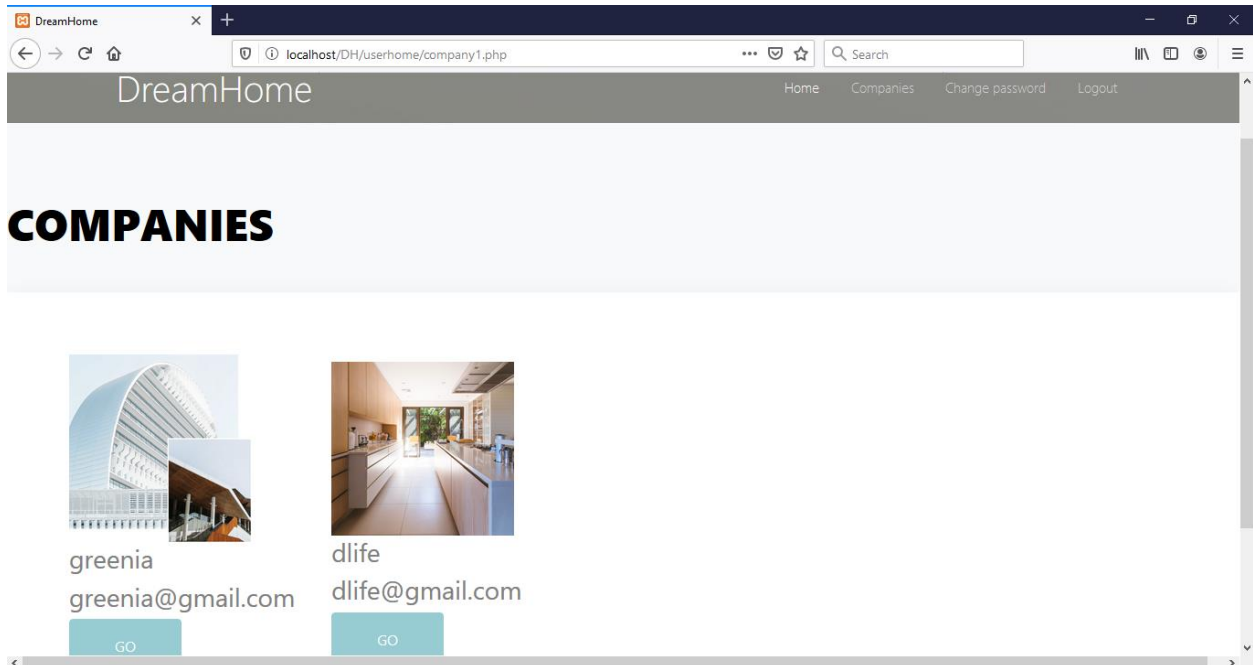 DreamHome
localhost/DH/userhome/company1.php
Search
DreamHome
Home Companies Change password Logout
COMPANIES
greenia
greenia@gmail.com
GO
dlife
dlife@gmail.com
GO